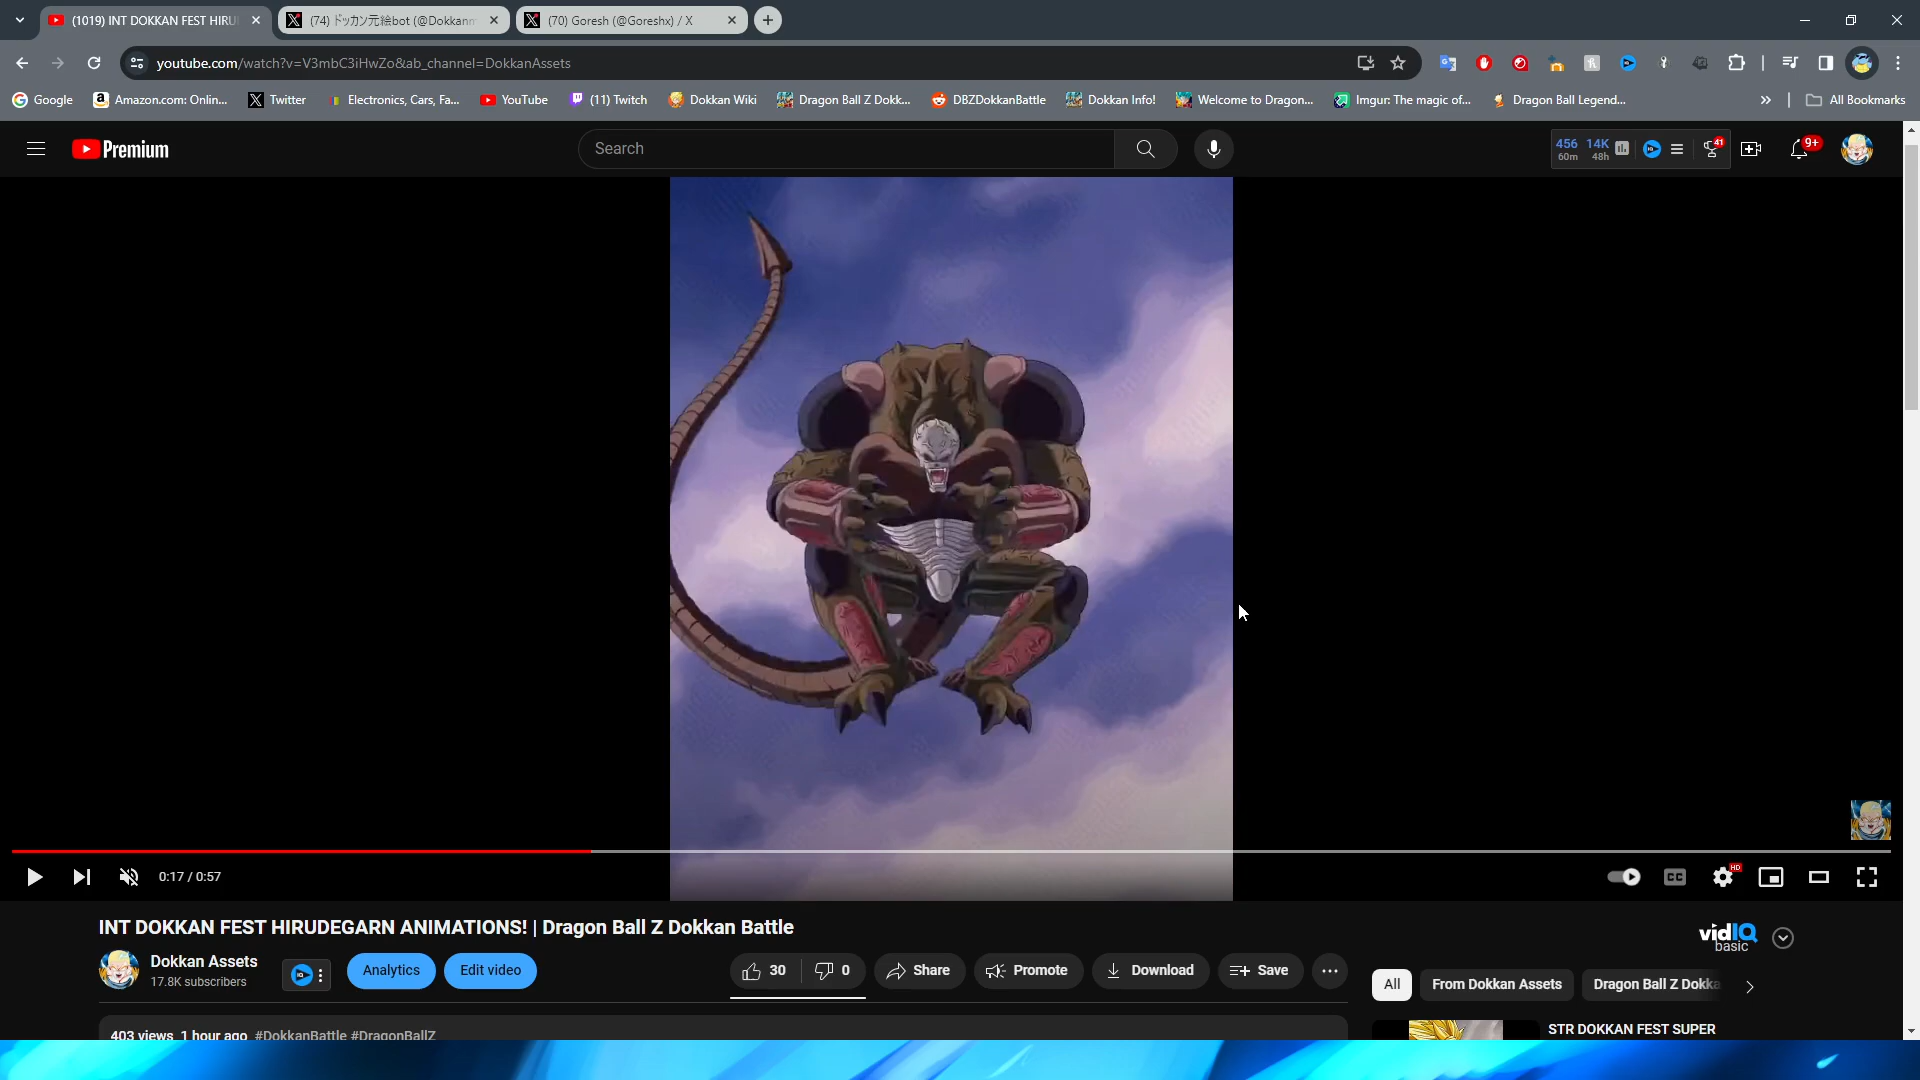 (1019) INT DOKKAN FEST HIRU
(74) ドッカン元絵bot (@Dokkanm
(70) Goresh (@Goreshx) / X
youtube.com/watch?v=V3mbC3iHwZo&ab_channel=DokkanAssets
Google
Amazon.com: Onlin...
Twitter
Electronics, Cars, Fa...
YouTube
(11) Twitch
Dokkan Wiki
Dragon Ball Z Dokk...
DBZDokkanBattle
Dokkan Info!
Welcome to Dragon...
Imgur: The magic of...
Dragon Ball Legend...
All Bookmarks
Premium
Search
456 14K
60m 48h
41
9+
0:17 / 0:57
CC
HD
INT DOKKAN FEST HIRUDEGARN ANIMATIONS! | Dragon Ball Z Dokkan Battle
vidIQ
basic
Dokkan Assets
17.8K subscribers
Analytics
Edit video
30
0
Share
Promote
Download
Save
All
From Dokkan Assets
Dragon Ball Z Dokka
403 views 1 hour ago #DokkanBattle #DragonBallZ
STR DOKKAN FEST SUPER